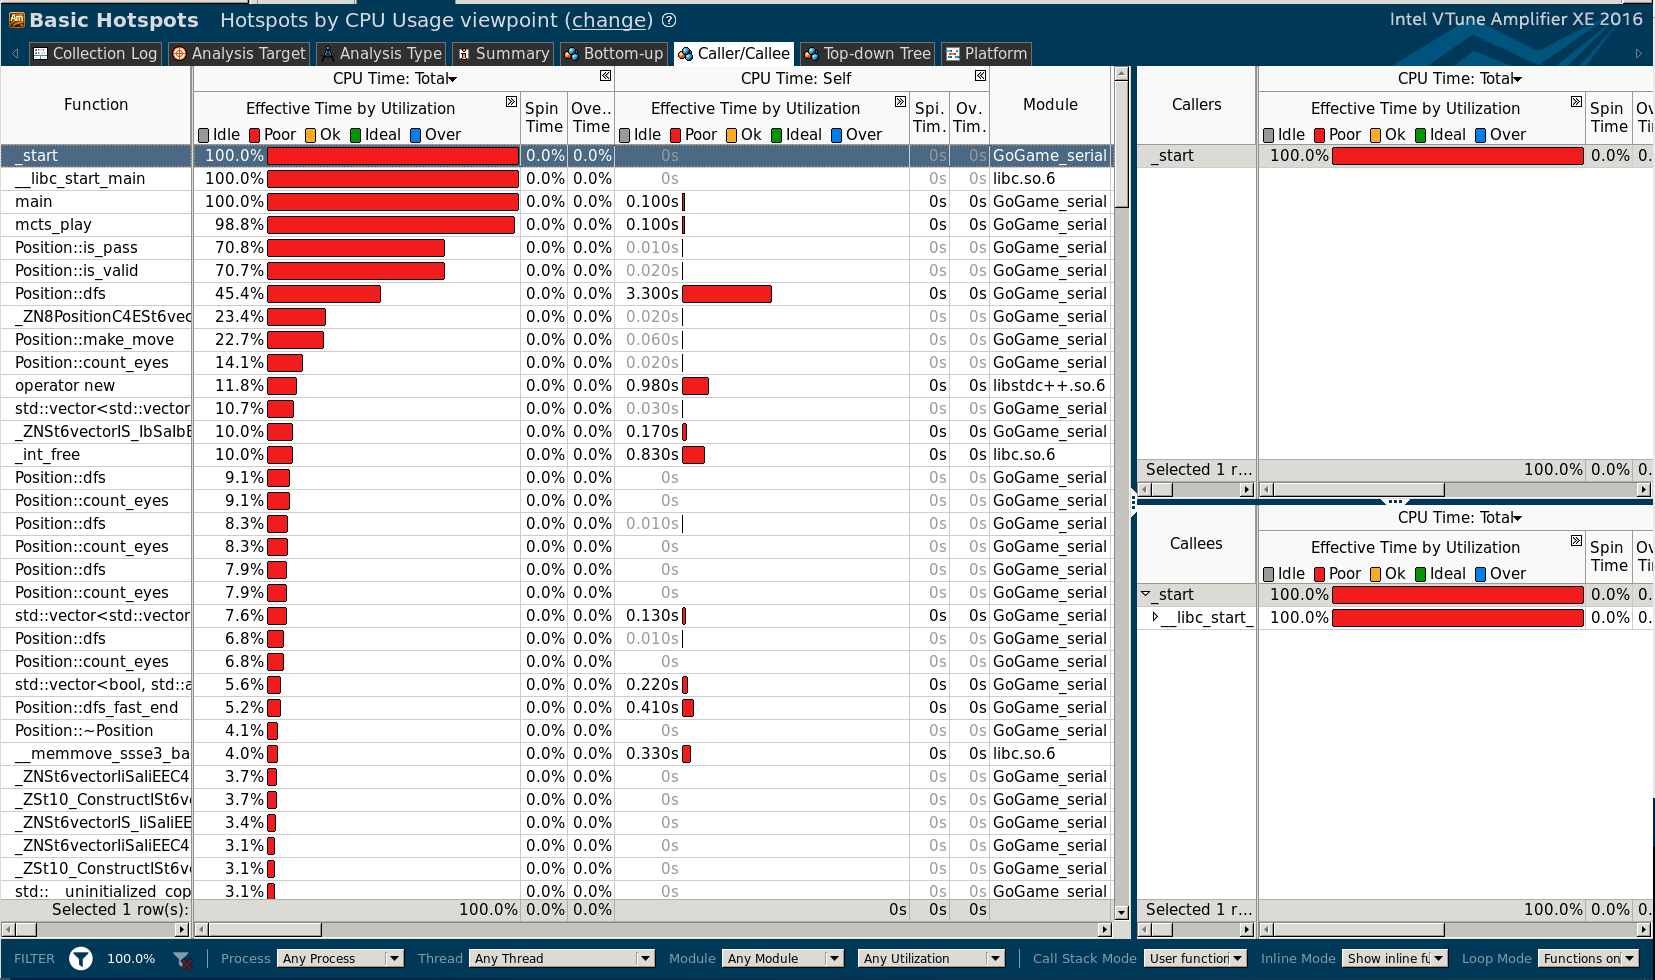 Basic Hotspots Hotspots by CPU Usage viewpoint (change) Intel VTune Amplifier XE 2016
Collection Log Analysis Target Analysis Type Summary Bottom-up Caller/Callee Top-down Tree Platform
Function CPU Time: Total CPU Time: Self Module
Effective Time by Utilization Spin Time Ove.. Time Effective Time by Utilization Spi. Tim. Ov. Tim.
Idle Poor Ok Ideal Over Idle Poor Ok Ideal Over
_start 100.0% 0.0% 0.0% 0s 0s 0s GoGame_serial
__libc_start_main 100.0% 0.0% 0.0% 0s 0s 0s libc.so.6
main 100.0% 0.0% 0.0% 0.100s 0s 0s GoGame_serial
mcts_play 98.8% 0.0% 0.0% 0.100s 0s 0s GoGame_serial
Position::is_pass 70.8% 0.0% 0.0% 0.010s 0s 0s GoGame_serial
Position::is_valid 70.7% 0.0% 0.0% 0.020s 0s 0s GoGame_serial
Position::dfs 45.4% 0.0% 0.0% 3.300s 0s 0s GoGame_serial
_ZN8PositionC4ESt6vec 23.4% 0.0% 0.0% 0.020s 0s 0s GoGame_serial
Position::make_move 22.7% 0.0% 0.0% 0.060s 0s 0s GoGame_serial
Position::count_eyes 14.1% 0.0% 0.0% 0.020s 0s 0s GoGame_serial
operator new 11.8% 0.0% 0.0% 0.980s 0s 0s libstdc++.so.6
std::vector<std::vector 10.7% 0.0% 0.0% 0.030s 0s 0s GoGame_serial
_ZNSt6vectorIS_IbSaIbE 10.0% 0.0% 0.0% 0.170s 0s 0s GoGame_serial
_int_free 10.0% 0.0% 0.0% 0.830s 0s 0s libc.so.6
Position::dfs 9.1% 0.0% 0.0% 0s 0s 0s GoGame_serial
Position::count_eyes 9.1% 0.0% 0.0% 0s 0s 0s GoGame_serial
Position::dfs 8.3% 0.0% 0.0% 0.010s 0s 0s GoGame_serial
Position::count_eyes 8.3% 0.0% 0.0% 0s 0s 0s GoGame_serial
Position::dfs 7.9% 0.0% 0.0% 0s 0s 0s GoGame_serial
Position::count_eyes 7.9% 0.0% 0.0% 0s 0s 0s GoGame_serial
std::vector<std::vector 7.6% 0.0% 0.0% 0.130s 0s 0s GoGame_serial
Position::dfs 6.8% 0.0% 0.0% 0.010s 0s 0s GoGame_serial
Position::count_eyes 6.8% 0.0% 0.0% 0s 0s 0s GoGame_serial
std::vector<bool, std::a 5.6% 0.0% 0.0% 0.220s 0s 0s GoGame_serial
Position::dfs_fast_end 5.2% 0.0% 0.0% 0.410s 0s 0s GoGame_serial
Position::~Position 4.1% 0.0% 0.0% 0s 0s 0s GoGame_serial
__memmove_ssse3_ba 4.0% 0.0% 0.0% 0.330s 0s 0s libc.so.6
_ZNSt6vectorIiSaIiEEC4 3.7% 0.0% 0.0% 0s 0s 0s GoGame_serial
_ZSt10_ConstructISt6v 3.7% 0.0% 0.0% 0s 0s 0s GoGame_serial
_ZNSt6vectorIS_IiSaIiEE 3.4% 0.0% 0.0% 0s 0s 0s GoGame_serial
_ZNSt6vectorIiSaIiEEC4 3.1% 0.0% 0.0% 0s 0s 0s GoGame_serial
_ZSt10_ConstructISt6v 3.1% 0.0% 0.0% 0s 0s 0s GoGame_serial
std::__uninitialized_cop 3.1% 0.0% 0.0% 0s 0s 0s GoGame_serial
Selected 1 row(s): 100.0% 0.0% 0.0% 0s 0s 0s
Callers CPU Time: Total
Effective Time by Utilization Spin Time Ov Ti
Idle Poor Ok Ideal Over
_start 100.0% 0.0% 0.
Selected 1 r... 100.0% 0.0% 0.
Callees CPU Time: Total
Effective Time by Utilization Spin Time Ov Ti
Idle Poor Ok Ideal Over
_start 100.0% 0.0% 0.
__libc_start_ 100.0% 0.0% 0.
Selected 1 r... 100.0% 0.0% 0.
FILTER 100.0% Process Any Process Thread Any Thread Module Any Module Any Utilization Call Stack Mode User function Inline Mode Show inline fu Loop Mode Functions on